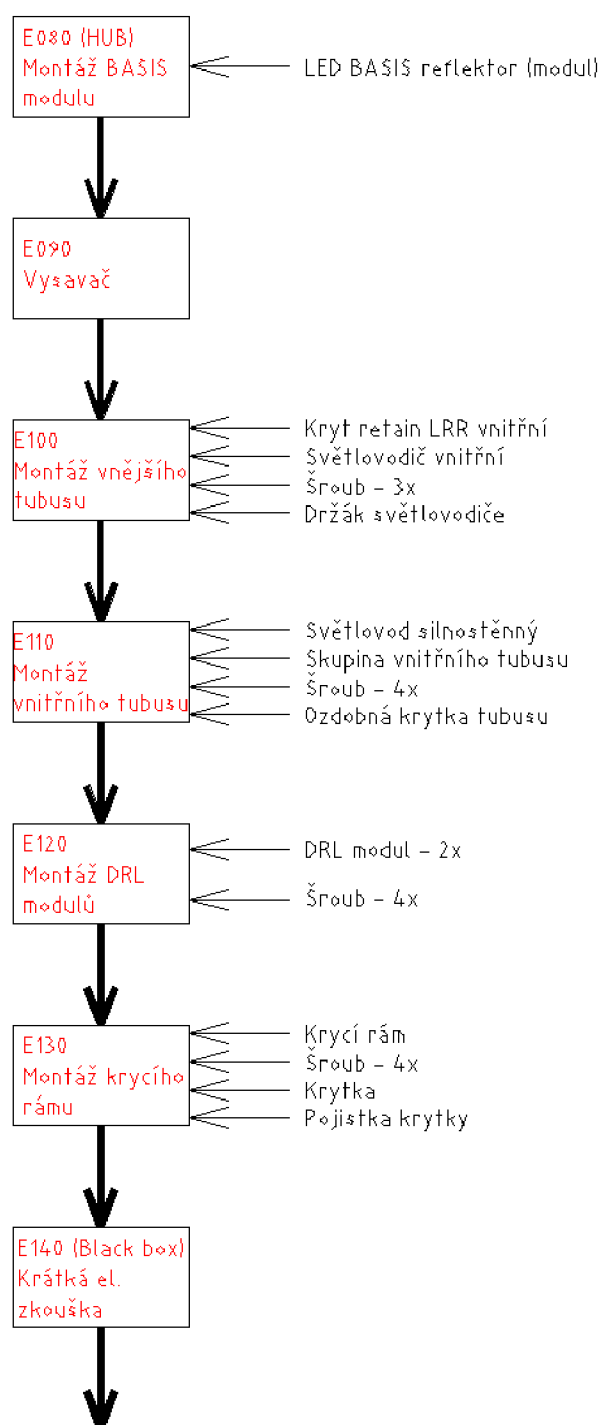 E080 (HUB)
Montáž BAŠIS
modulu
LED BAŠIS reflektor (modul)
E090
Vysavač
E100
Montáž vnějšího
tubusu
Kryt retain LRR vnitřní
Světlovodič vnitřní
Šroub - 3x
Držák světlovodiče
E110
Montáž
vnitřního tubusu
Světlovod silnostěnný
Skupina vnitřního tubusu
Šroub - 4x
Ozdobná krytka tubusu
E120
Montáž DRL
modulů
DRL modul - 2x
Šroub - 4x
E130
Montáž krycího
rámu
Krycí rám
Šroub - 4x
Krytka
Pojistka krytky
E140 (Black box)
Krátká el.
zkouška